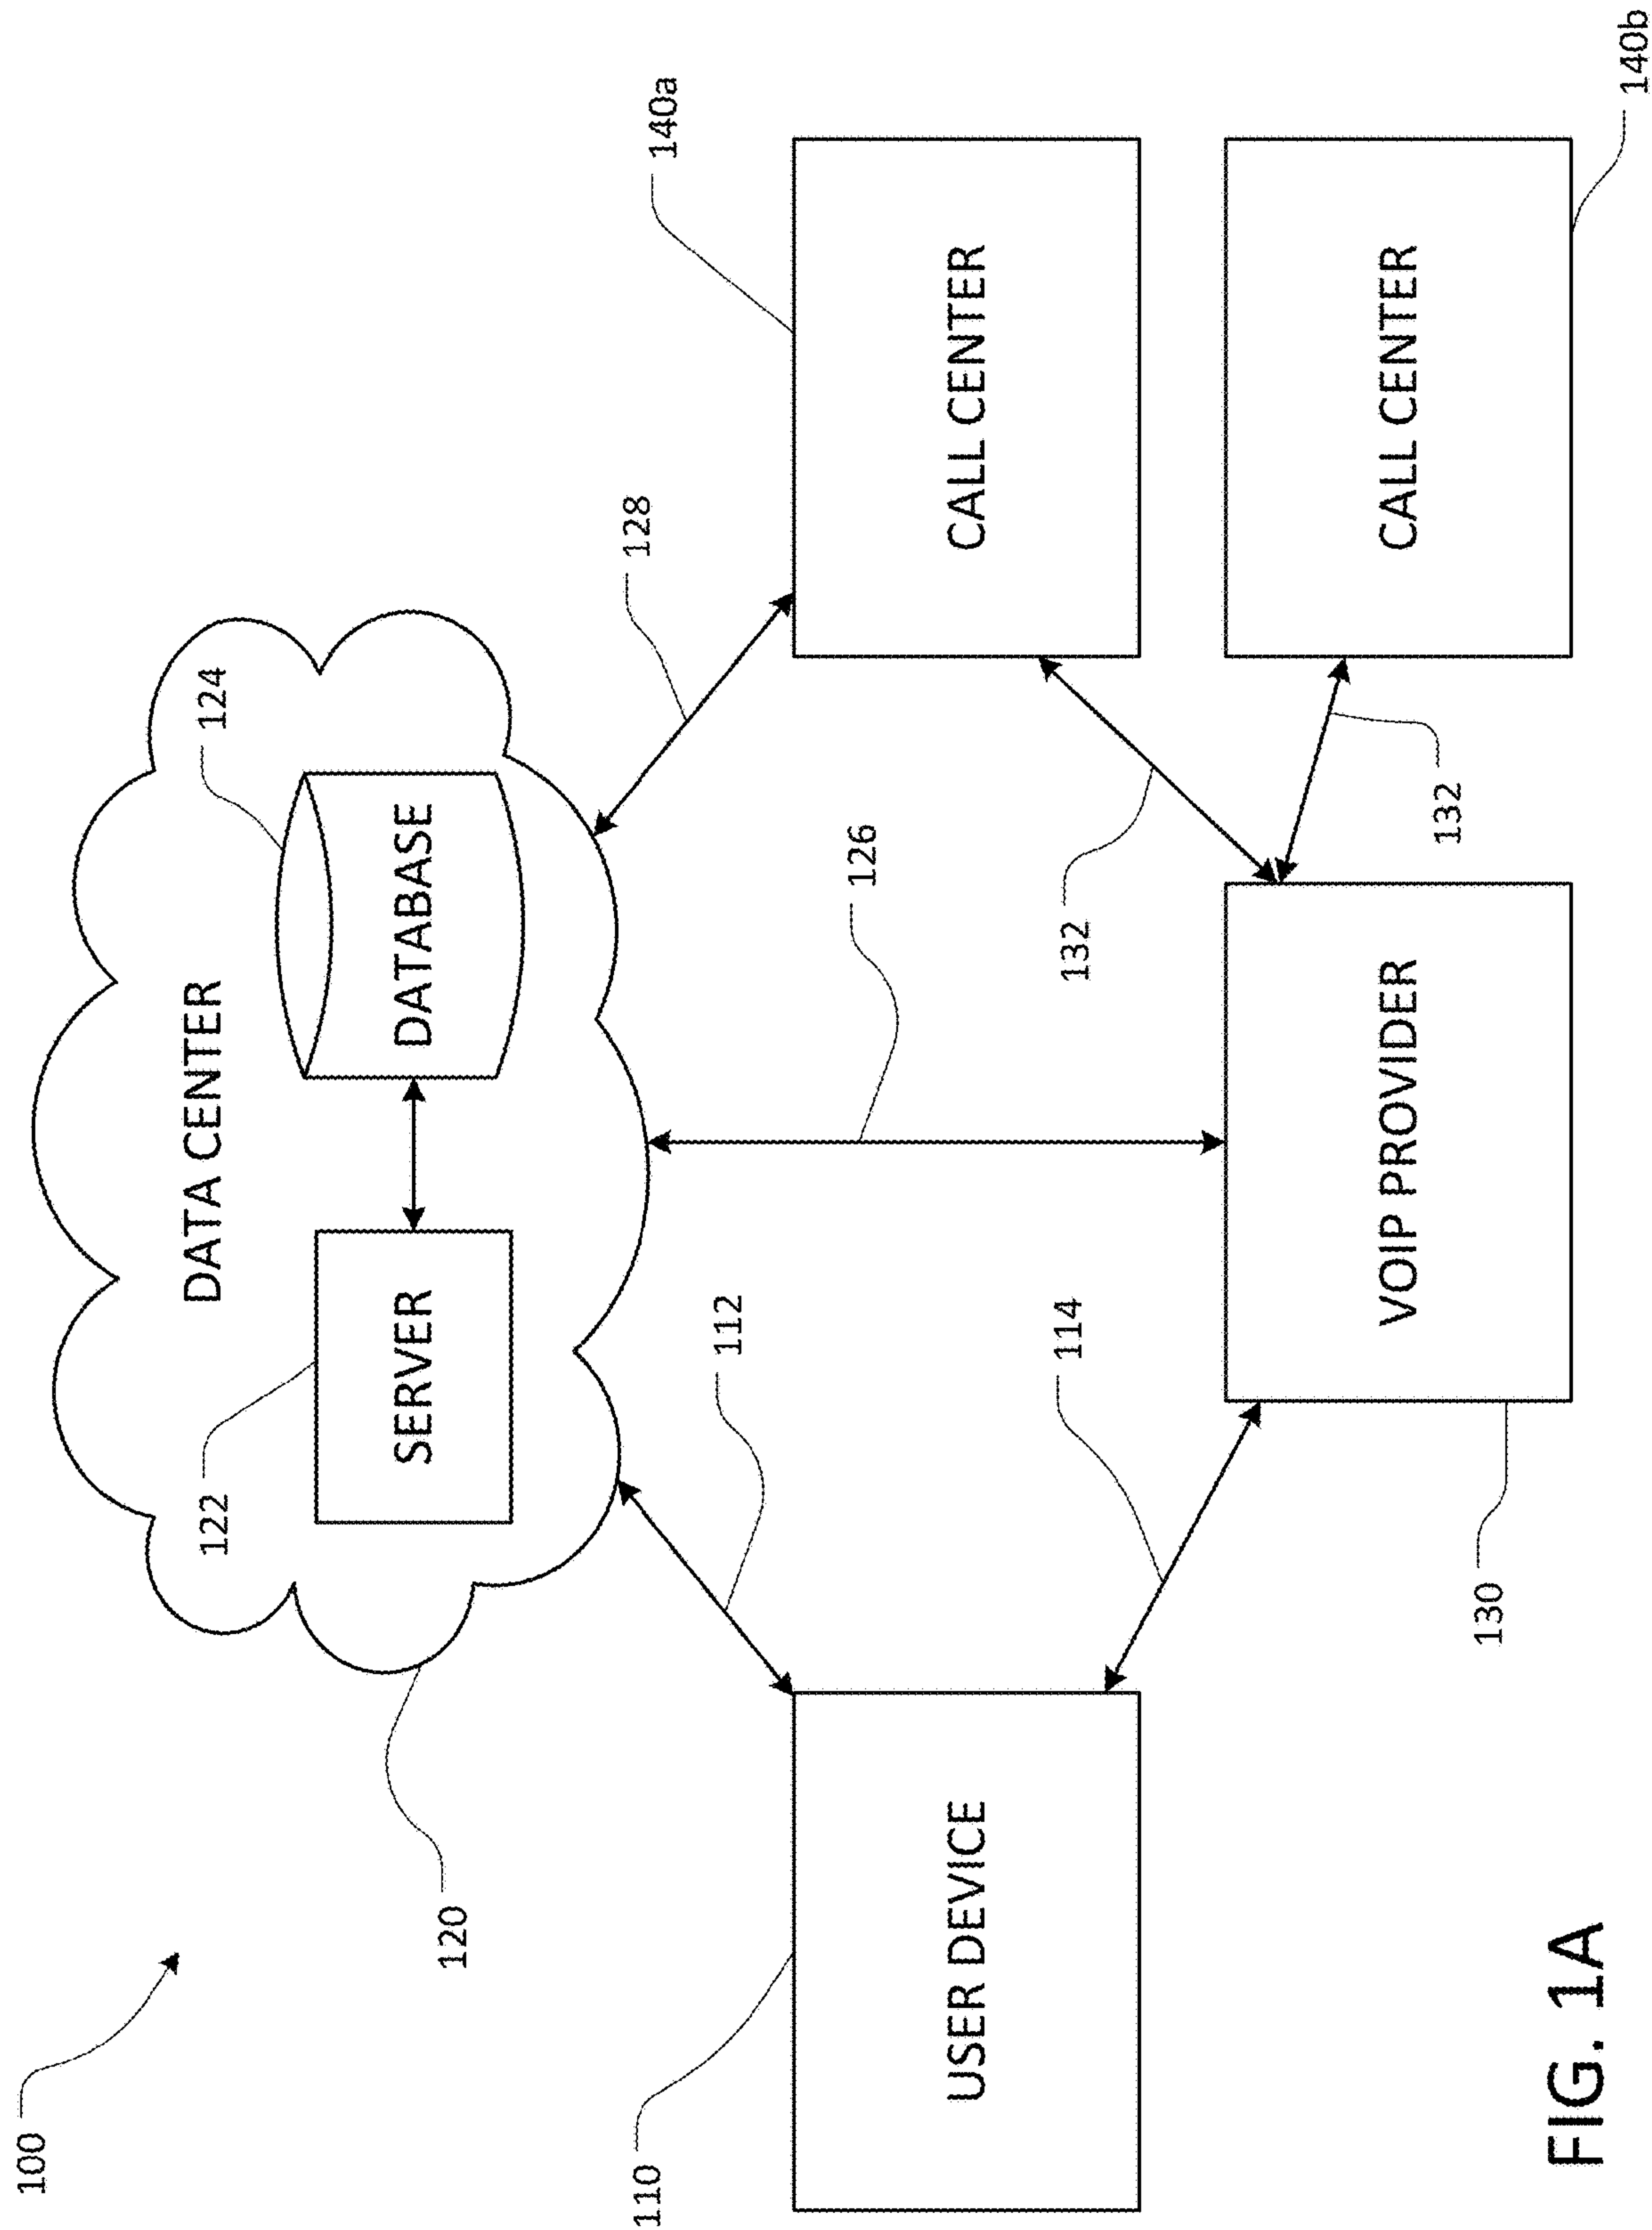 100
120
DATA CENTER
122
124
SERVER
DATABASE
112
126
128
110
USER DEVICE
114
132
140a
CALL CENTER
130
VOIP PROVIDER
132
CALL CENTER
140b
FIG. 1A